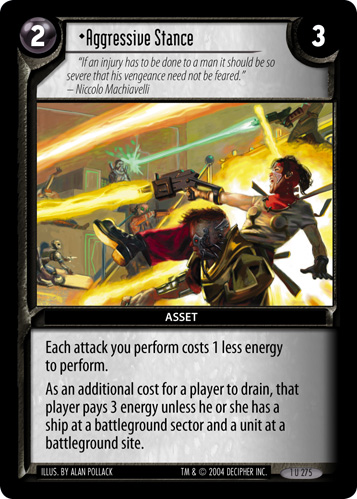 2 •Aggressive Stance 3
"If an injury has to be done to a man it should be so
severe that his vengeance need not be feared."
– Niccolo Machiavelli
ASSET
Each attack you perform costs 1 less energy
to perform.
As an additional cost for a player to drain, that
player pays 3 energy unless he or she has a
ship at a battleground sector and a unit at a
battleground site.
ILLUS. BY ALAN POLLACK TM & © 2004 DECIPHER INC. 1 U 275